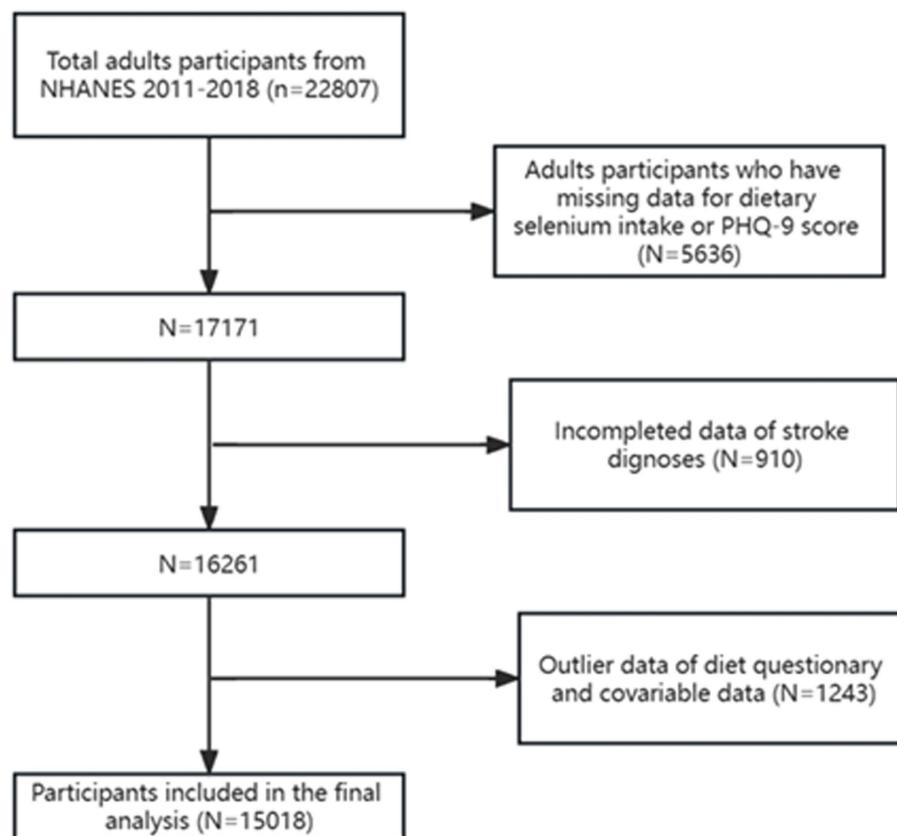 Total adults participants from
NHANES 2011-2018 (n=22807)
Adults participants who have
missing data for dietary
selenium intake or PHQ-9 score
(N=5636)
N=17171
Incompleted data of stroke
dignoses (N=910)
N=16261
Outlier data of diet questionary
and covariable data (N=1243)
Participants included in the final
analysis (N=15018)